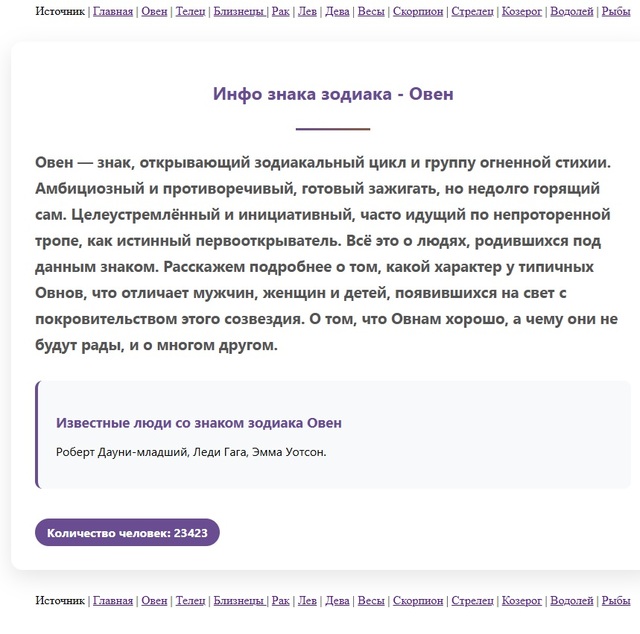 Источник | Главная | Овен | Телец | Близнецы | Рак | Лев | Дева | Весы | Скорпион | Стрелец | Козерог | Водолей | Рыбы
Инфо знака зодиака - Овен
Овен — знак, открывающий зодиакальный цикл и группу огненной стихии.
Амбициозный и противоречивый, готовый зажигать, но недолго горящий
сам. Целеустремлённый и инициативный, часто идущий по непроторенной
тропе, как истинный первооткрыватель. Всё это о людях, родившихся под
данным знаком. Расскажем подробнее о том, какой характер у типичных
Овнов, что отличает мужчин, женщин и детей, появившихся на свет с
покровительством этого созвездия. О том, что Овнам хорошо, а чему они не
будут рады, и о многом другом.
Известные люди со знаком зодиака Овен
Роберт Дауни-младший, Леди Гага, Эмма Уотсон.
Количество человек: 23423
Источник | Главная | Овен | Телец | Близнецы | Рак | Лев | Дева | Весы | Скорпион | Стрелец | Козерог | Водолей | Рыбы